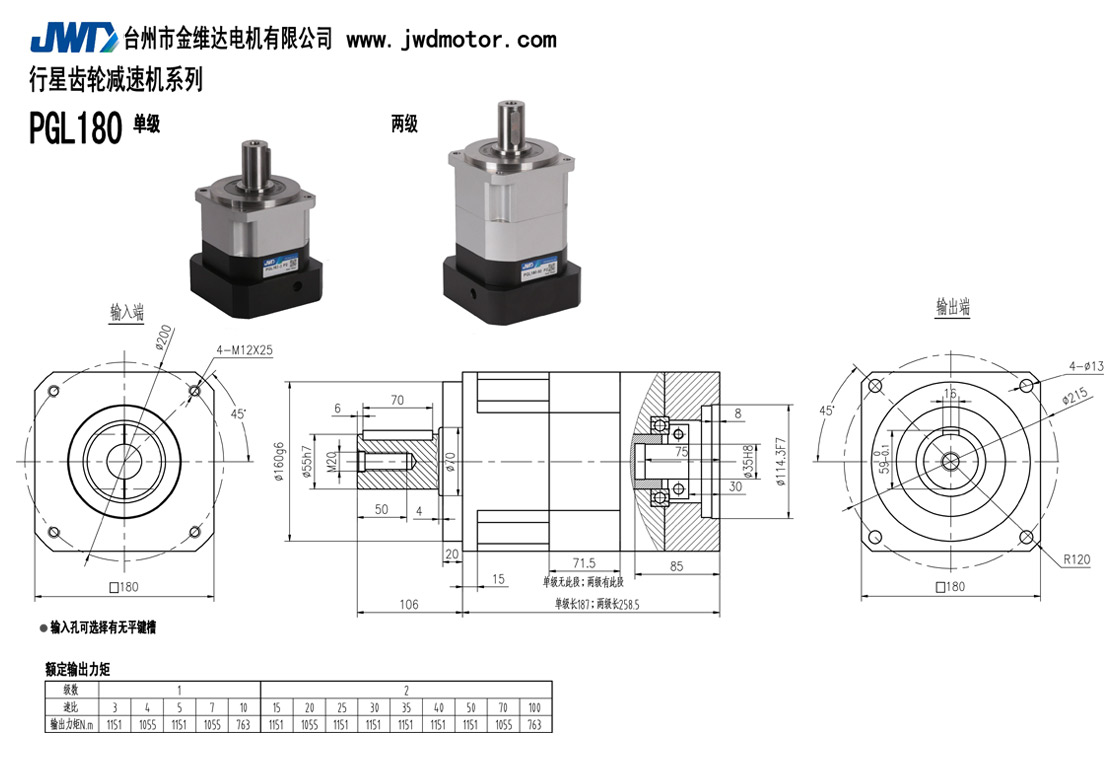 JWD 台州市金维达电机有限公司 www.jwdmotor.com
行星齿轮减速机系列
PGL180 单级
两级
JWD
JWD
输入端
输出端
ø200
4-M12X25
45°
□180
6
70
ø160g6
ø55h7
M20
50
4
ø70
20
15
106
71.5
单级无此段；两级有此段
单级长187；两级长258.5
85
8
75
ø35H8
30
ø114.3F7
45°
4-ø13
ø215
16
59-0.1 0
R120
□180
●输入孔可选择有无平键槽
额定输出力矩
级数 1 2
速比 3 4 5 7 10 15 20 25 30 35 40 50 70 100
输出力矩N.m 1151 1055 1151 1055 763 1151 1055 1151 1151 1151 1151 1151 1055 763